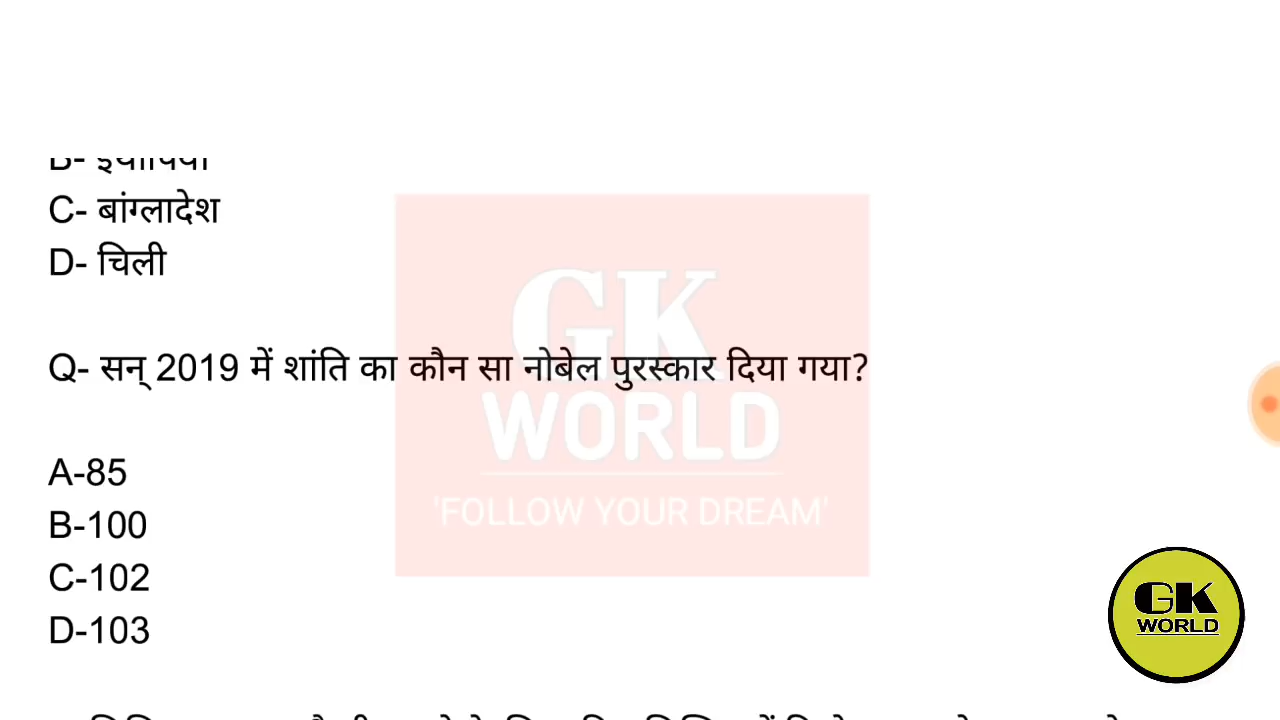 C- बांग्लादेश
D- चिली
Q- सन् 2019 में शांति का कौन सा नोबेल पुरस्कार दिया गया?
A-85
B-100
C-102
D-103
GK
WORLD
'FOLLOW YOUR DREAM'
GK
WORLD